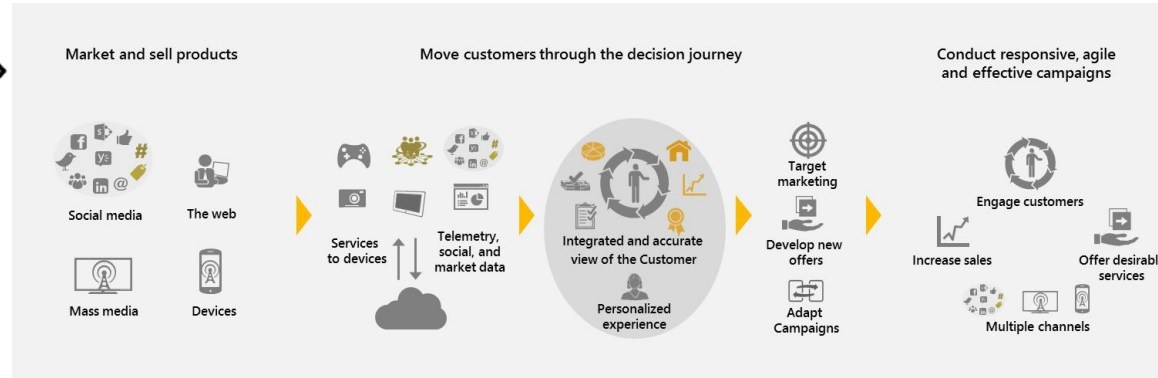 Market and sell products
Move customers through the decision journey
Conduct responsive, agile
and effective campaigns
Social media
The web
Mass media
Devices
Services
to devices
Telemetry,
social, and
market data
Integrated and accurate
view of the Customer
Personalized
experience
Target
marketing
Develop new
offers
Adapt
Campaigns
Engage customers
Increase sales
Offer desirabl
services
Multiple channels